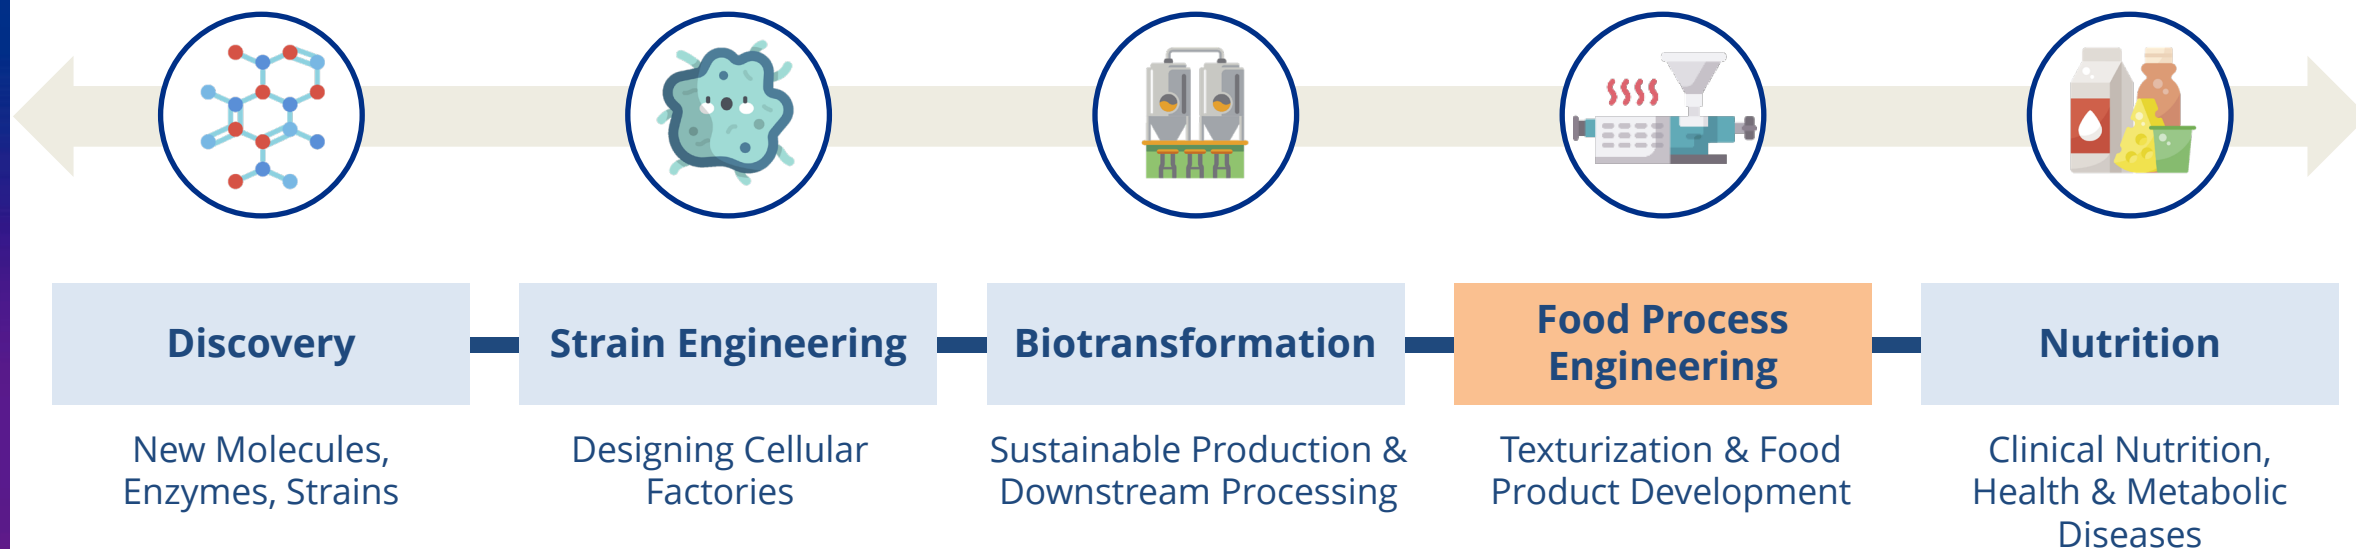 Discovery
Strain Engineering
Biotransformation
Food Process
Engineering
Nutrition
New Molecules,
Enzymes, Strains
Designing Cellular
Factories
Sustainable Production &
Downstream Processing
Texturization & Food
Product Development
Clinical Nutrition,
Health & Metabolic
Diseases